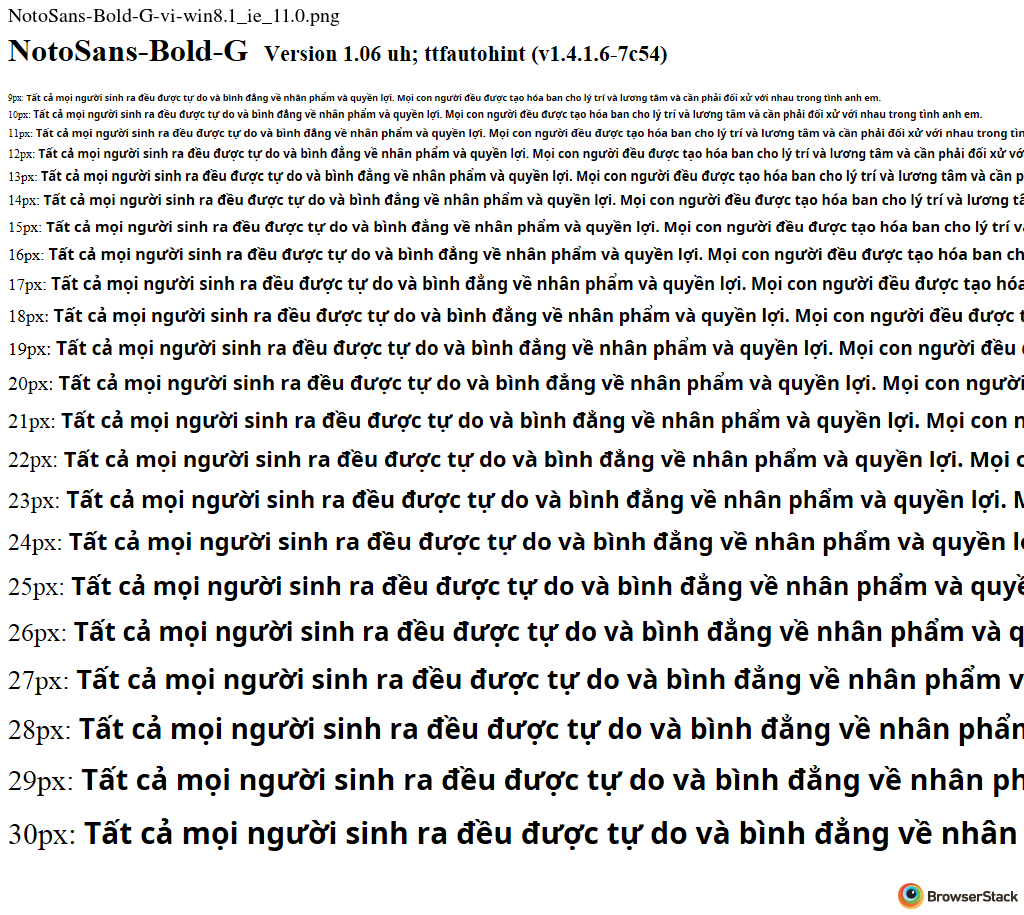 NotoSans-Bold-G-vi-win8.1_ie_11.0.png
NotoSans-Bold-G Version 1.06 uh; ttfautohint (v1.4.1.6-7c54)
9px: Tất cả mọi người sinh ra đều được tự do và bình đẳng về nhân phẩm và quyền lợi. Mọi con người đều được tạo hóa ban cho lý trí và lương tâm và cần phải đối xử với nhau trong tình anh em.
10px: Tất cả mọi người sinh ra đều được tự do và bình đẳng về nhân phẩm và quyền lợi. Mọi con người đều được tạo hóa ban cho lý trí và lương tâm và cần phải đối xử với nhau trong tình anh em.
11px: Tất cả mọi người sinh ra đều được tự do và bình đẳng về nhân phẩm và quyền lợi. Mọi con người đều được tạo hóa ban cho lý trí và lương tâm và cần phải đối xử với nhau trong tìn
12px: Tất cả mọi người sinh ra đều được tự do và bình đẳng về nhân phẩm và quyền lợi. Mọi con người đều được tạo hóa ban cho lý trí và lương tâm và cần phải đối xử vớ
13px: Tất cả mọi người sinh ra đều được tự do và bình đẳng về nhân phẩm và quyền lợi. Mọi con người đều được tạo hóa ban cho lý trí và lương tâm và cần p
14px: Tất cả mọi người sinh ra đều được tự do và bình đẳng về nhân phẩm và quyền lợi. Mọi con người đều được tạo hóa ban cho lý trí và lương tâ
15px: Tất cả mọi người sinh ra đều được tự do và bình đẳng về nhân phẩm và quyền lợi. Mọi con người đều được tạo hóa ban cho lý trí và
16px: Tất cả mọi người sinh ra đều được tự do và bình đẳng về nhân phẩm và quyền lợi. Mọi con người đều được tạo hóa ban ch
17px: Tất cả mọi người sinh ra đều được tự do và bình đẳng về nhân phẩm và quyền lợi. Mọi con người đều được tạo hóa
18px: Tất cả mọi người sinh ra đều được tự do và bình đẳng về nhân phẩm và quyền lợi. Mọi con người đều được t
19px: Tất cả mọi người sinh ra đều được tự do và bình đẳng về nhân phẩm và quyền lợi. Mọi con người đều
20px: Tất cả mọi người sinh ra đều được tự do và bình đẳng về nhân phẩm và quyền lợi. Mọi con người
21px: Tất cả mọi người sinh ra đều được tự do và bình đẳng về nhân phẩm và quyền lợi. Mọi con n
22px: Tất cả mọi người sinh ra đều được tự do và bình đẳng về nhân phẩm và quyền lợi. Mọi c
23px: Tất cả mọi người sinh ra đều được tự do và bình đẳng về nhân phẩm và quyền lợi. M
24px: Tất cả mọi người sinh ra đều được tự do và bình đẳng về nhân phẩm và quyền lợ
25px: Tất cả mọi người sinh ra đều được tự do và bình đẳng về nhân phẩm và quyề
26px: Tất cả mọi người sinh ra đều được tự do và bình đẳng về nhân phẩm và q
27px: Tất cả mọi người sinh ra đều được tự do và bình đẳng về nhân phẩm v
28px: Tất cả mọi người sinh ra đều được tự do và bình đẳng về nhân phẩm
29px: Tất cả mọi người sinh ra đều được tự do và bình đẳng về nhân ph
30px: Tất cả mọi người sinh ra đều được tự do và bình đẳng về nhân
BrowserStack